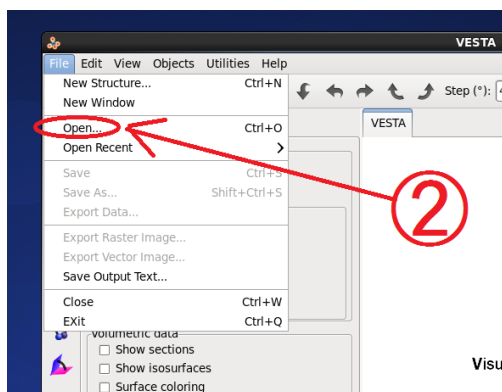 VESTA
File Edit View Objects Utilities Help
New Structure... Ctrl+N
New Window
Step (°):
VESTA
Open... Ctrl+O
Open Recent
Save Ctrl+S
Save As... Shift+Ctrl+S
Export Data...
2
Export Raster Image...
Export Vector Image...
Save Output Text...
Close Ctrl+W
EXit Ctrl+Q
Volumetric data
Show sections
Show isosurfaces
Surface coloring